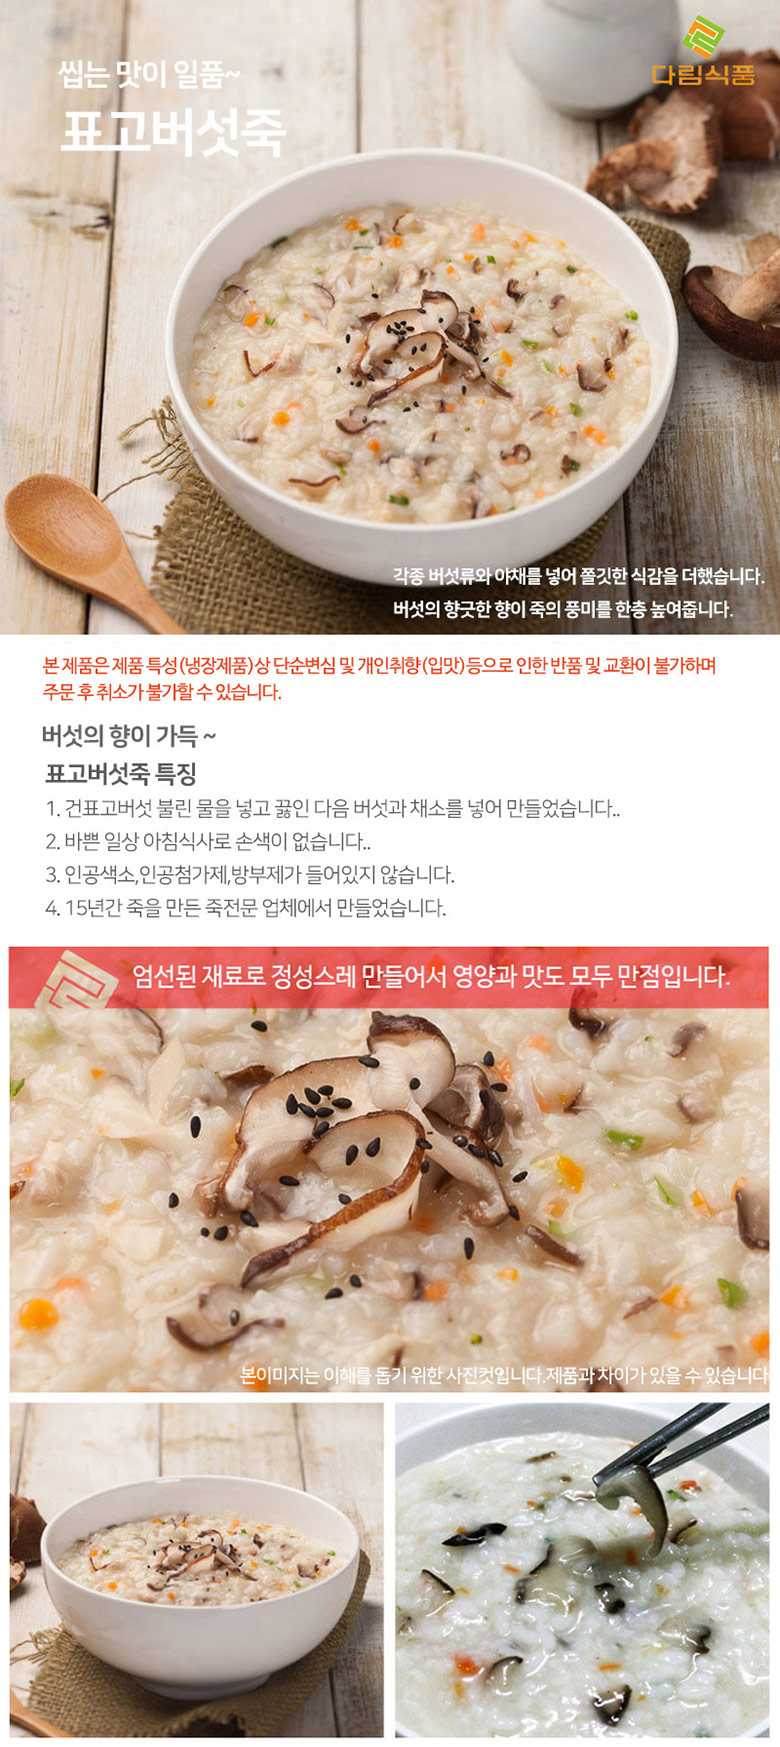 다림식품
씹는 맛이 일품~
표고버섯죽
각종 버섯류와 야채를 넣어 쫄깃한 식감을 더했습니다.
버섯의 향긋한 향이 죽의 풍미를 한층 높여줍니다.
본 제품은 제품 특성(냉장제품)상 단순변심 및 개인취향(입맛) 등으로 인한 반품 및 교환이 불가하며
주문 후 취소가 불가할 수 있습니다.
버섯의 향이 가득 ~
표고버섯죽 특징
1. 건표고버섯 불린 물을 넣고 끓인 다음 버섯과 채소를 넣어 만들었습니다..
2. 바쁜 일상 아침식사로 손색이 없습니다..
3. 인공색소,인공첨가제,방부제가 들어있지 않습니다.
4. 15년간 죽을 만든 죽전문 업체에서 만들었습니다.
엄선된 재료로 정성스레 만들어서 영양과 맛도 모두 만점입니다.
본이미지는 이해를 돕기 위한 사진컷입니다.제품과 차이가 있을 수 있습니다